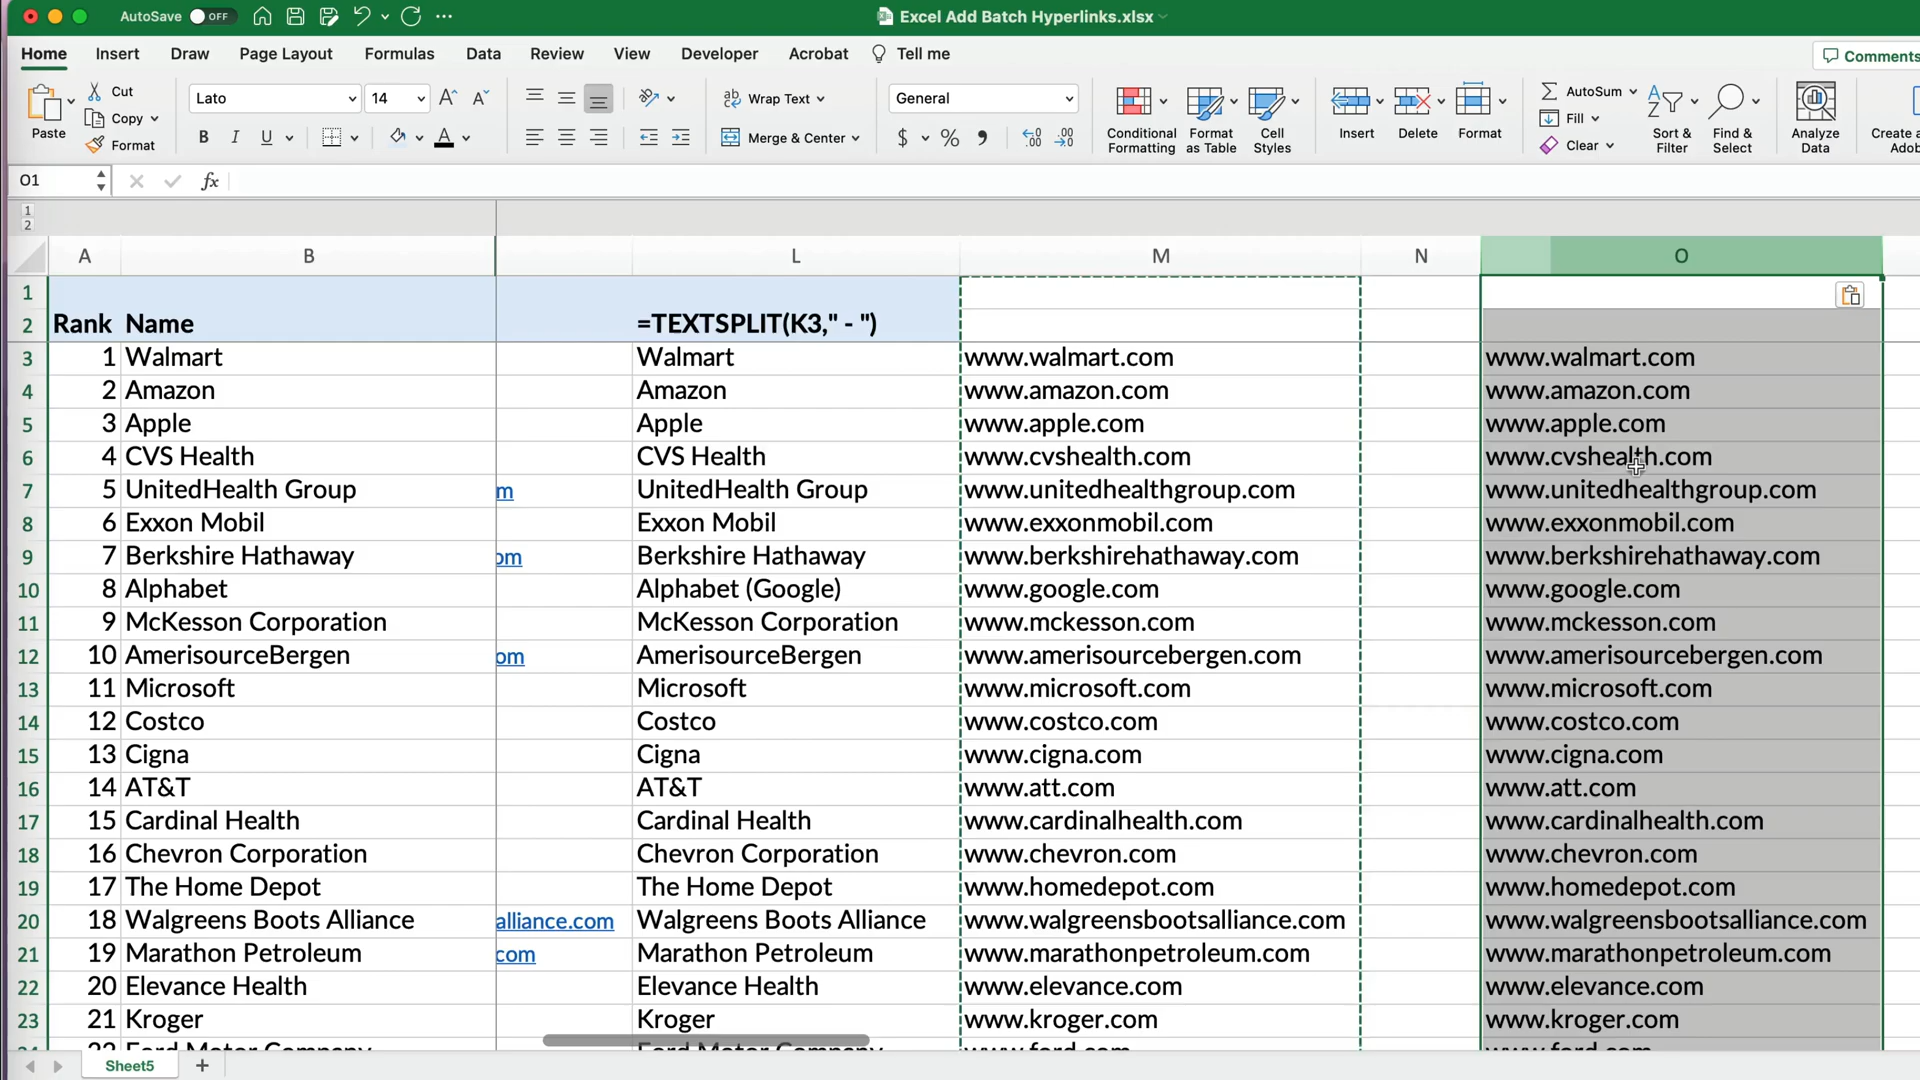 AutoSave OFF Excel Add Batch Hyperlinks.xlsx
Home Insert Draw Page Layout Formulas Data Review View Developer Acrobat Tell me Comments
Paste Cut Copy Format
Lato 14
B I U A
Wrap Text
Merge & Center
General
$ % 9
Conditional Formatting
Format as Table
Cell Styles
Insert Delete Format
AutoSum
Fill
Clear
Sort & Filter
Find & Select
Analyze Data
Create a
O1 fx
1
2
A B L M N O
1
2 Rank Name =TEXTSPLIT(K3," - ")
3 1 Walmart Walmart www.walmart.com www.walmart.com
4 2 Amazon Amazon www.amazon.com www.amazon.com
5 3 Apple Apple www.apple.com www.apple.com
6 4 CVS Health CVS Health www.cvshealth.com www.cvshealth.com
7 5 UnitedHealth Group m UnitedHealth Group www.unitedhealthgroup.com www.unitedhealthgroup.com
8 6 Exxon Mobil Exxon Mobil www.exxonmobil.com www.exxonmobil.com
9 7 Berkshire Hathaway om Berkshire Hathaway www.berkshirehathaway.com www.berkshirehathaway.com
10 8 Alphabet Alphabet (Google) www.google.com www.google.com
11 9 McKesson Corporation McKesson Corporation www.mckesson.com www.mckesson.com
12 10 AmerisourceBergen om AmerisourceBergen www.amerisourcebergen.com www.amerisourcebergen.com
13 11 Microsoft Microsoft www.microsoft.com www.microsoft.com
14 12 Costco Costco www.costco.com www.costco.com
15 13 Cigna Cigna www.cigna.com www.cigna.com
16 14 AT&T AT&T www.att.com www.att.com
17 15 Cardinal Health Cardinal Health www.cardinalhealth.com www.cardinalhealth.com
18 16 Chevron Corporation Chevron Corporation www.chevron.com www.chevron.com
19 17 The Home Depot The Home Depot www.homedepot.com www.homedepot.com
20 18 Walgreens Boots Alliance alliance.com Walgreens Boots Alliance www.walgreensbootsalliance.com www.walgreensbootsalliance.com
21 19 Marathon Petroleum com Marathon Petroleum www.marathonpetroleum.com www.marathonpetroleum.com
22 20 Elevance Health Elevance Health www.elevance.com www.elevance.com
23 21 Kroger Kroger www.kroger.com www.kroger.com
Ford Motor Company Ford Motor Company www.ford.com www.ford.com
Sheet5